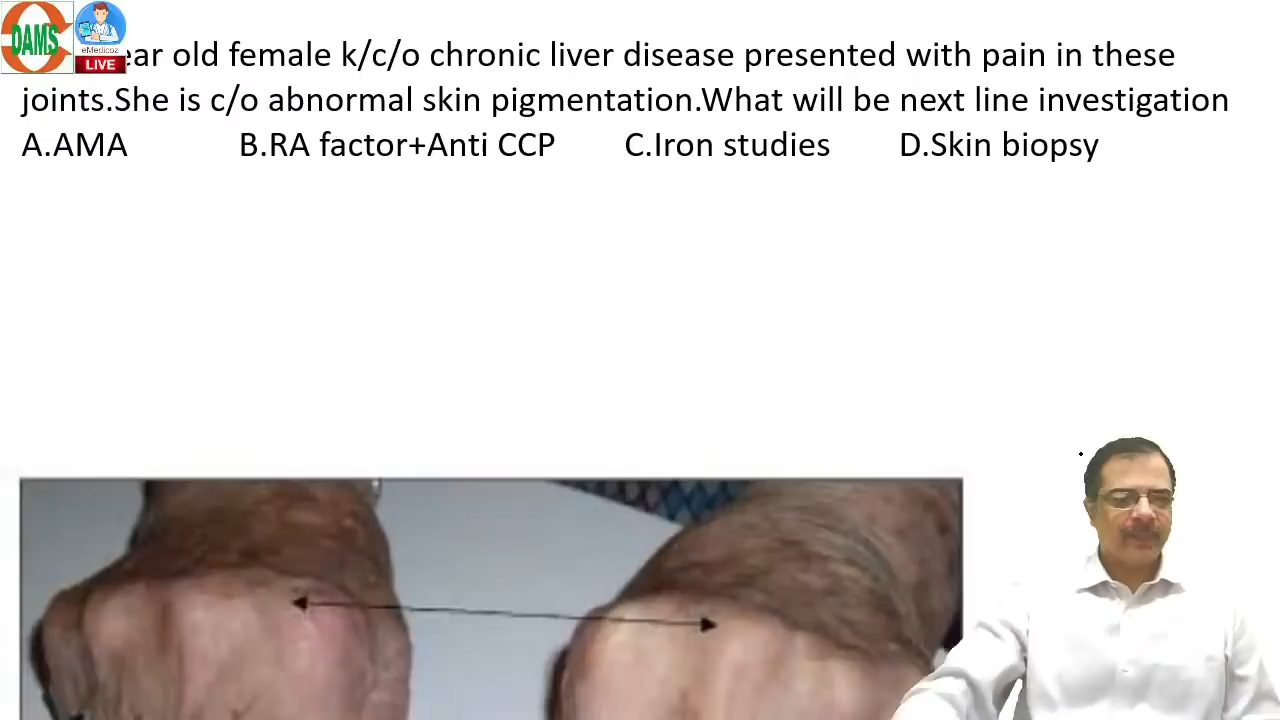 DAMS
eMedicoz
LIVE
ear old female k/c/o chronic liver disease presented with pain in these
joints.She is c/o abnormal skin pigmentation.What will be next line investigation
A.AMA B.RA factor+Anti CCP C.Iron studies D.Skin biopsy